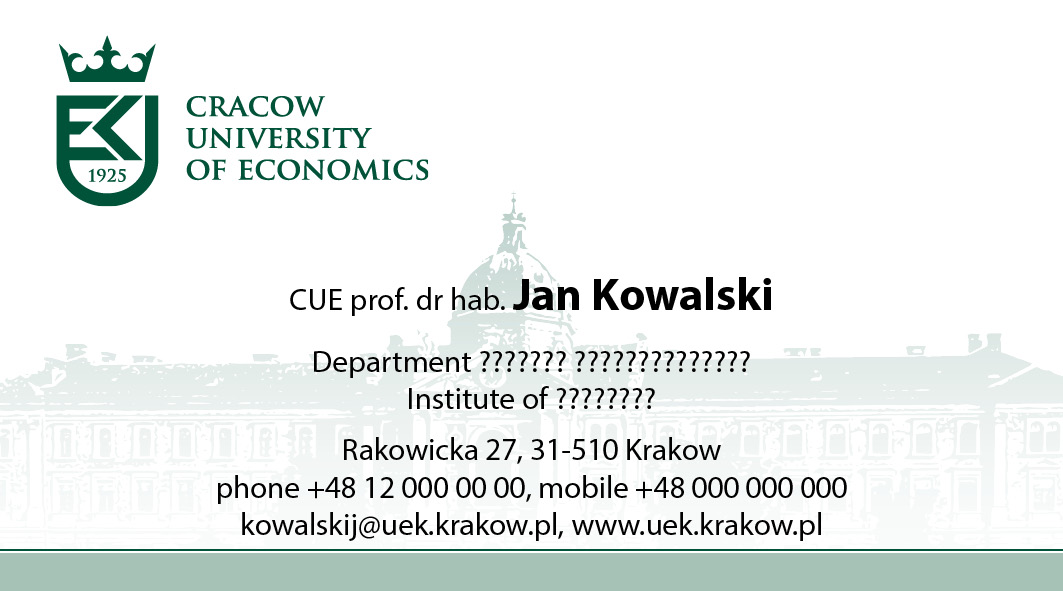 EK
1925
CRACOW
UNIVERSITY
OF ECONOMICS
CUE prof. dr hab. Jan Kowalski
Department ??????? ??????????????
Institute of ????????
Rakowicka 27, 31-510 Krakow
phone +48 12 000 00 00, mobile +48 000 000 000
kowalskij@uek.krakow.pl, www.uek.krakow.pl